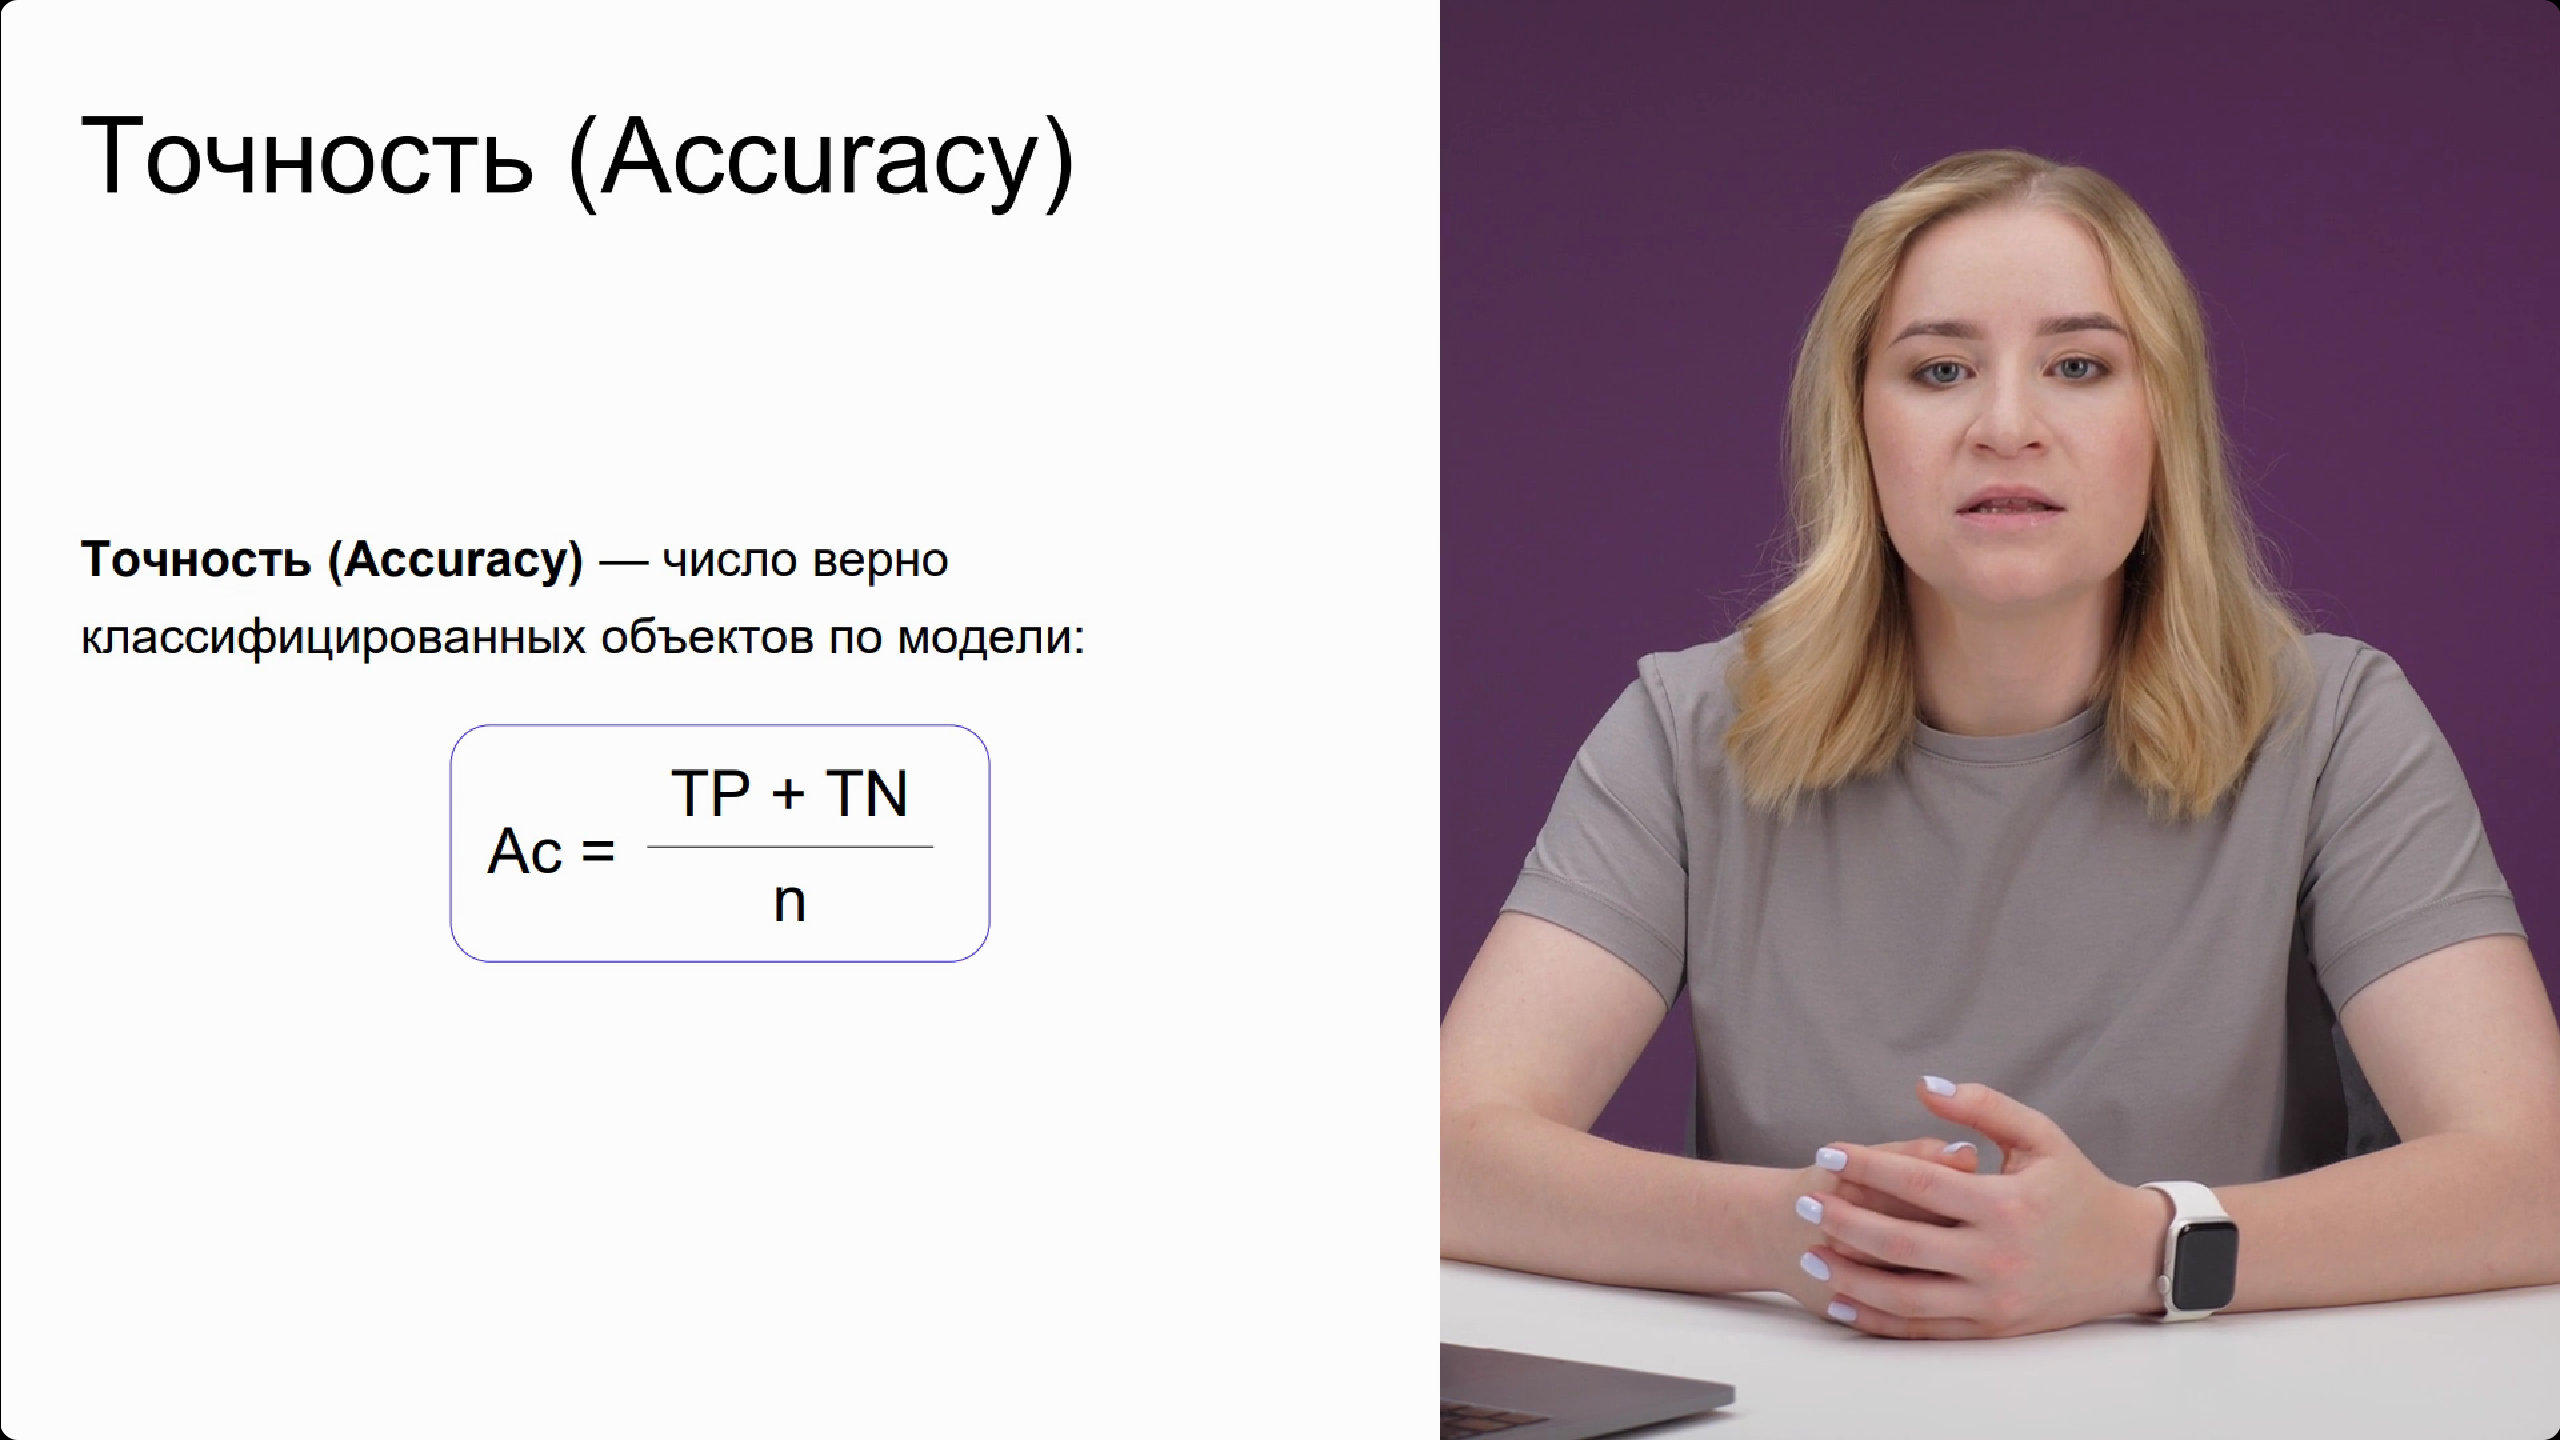 Точность (Accuracy)
Точность (Accuracy) — число верно
классифицированных объектов по модели:
TP + TN
Ac =
n